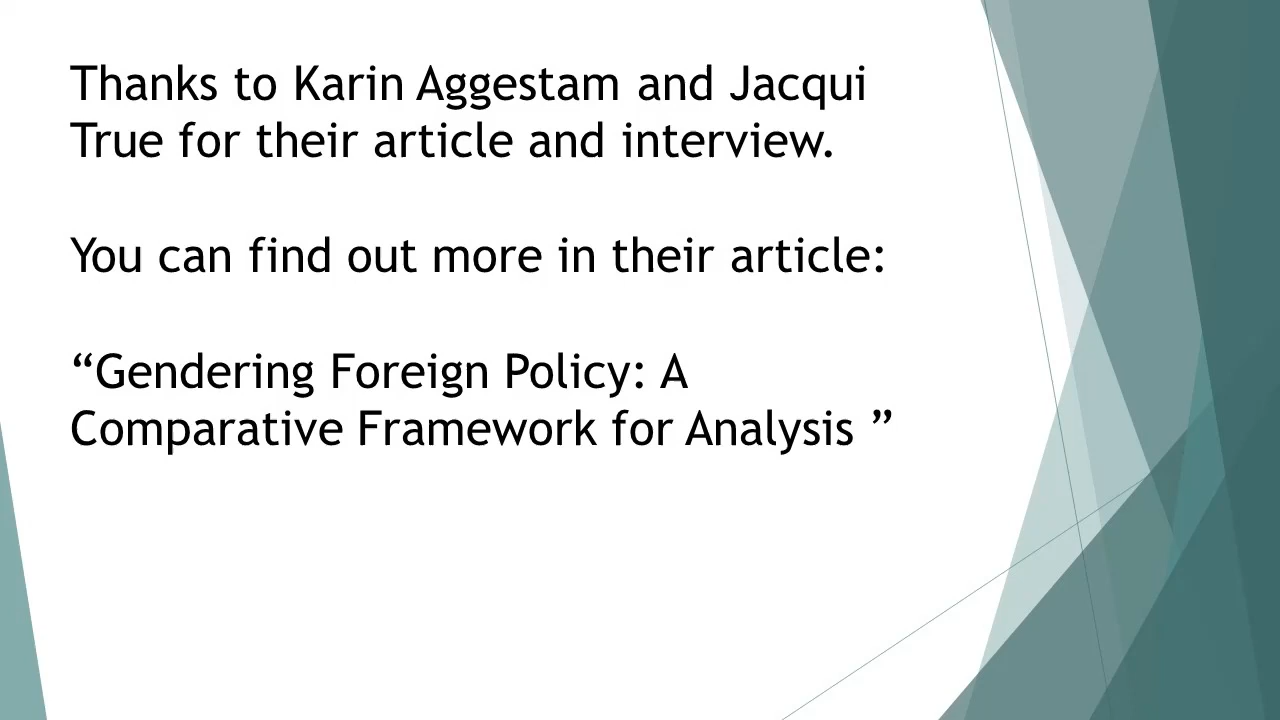 Thanks to Karin Aggestam and Jacqui
True for their article and interview.
You can find out more in their article:
“Gendering Foreign Policy: A
Comparative Framework for Analysis ”